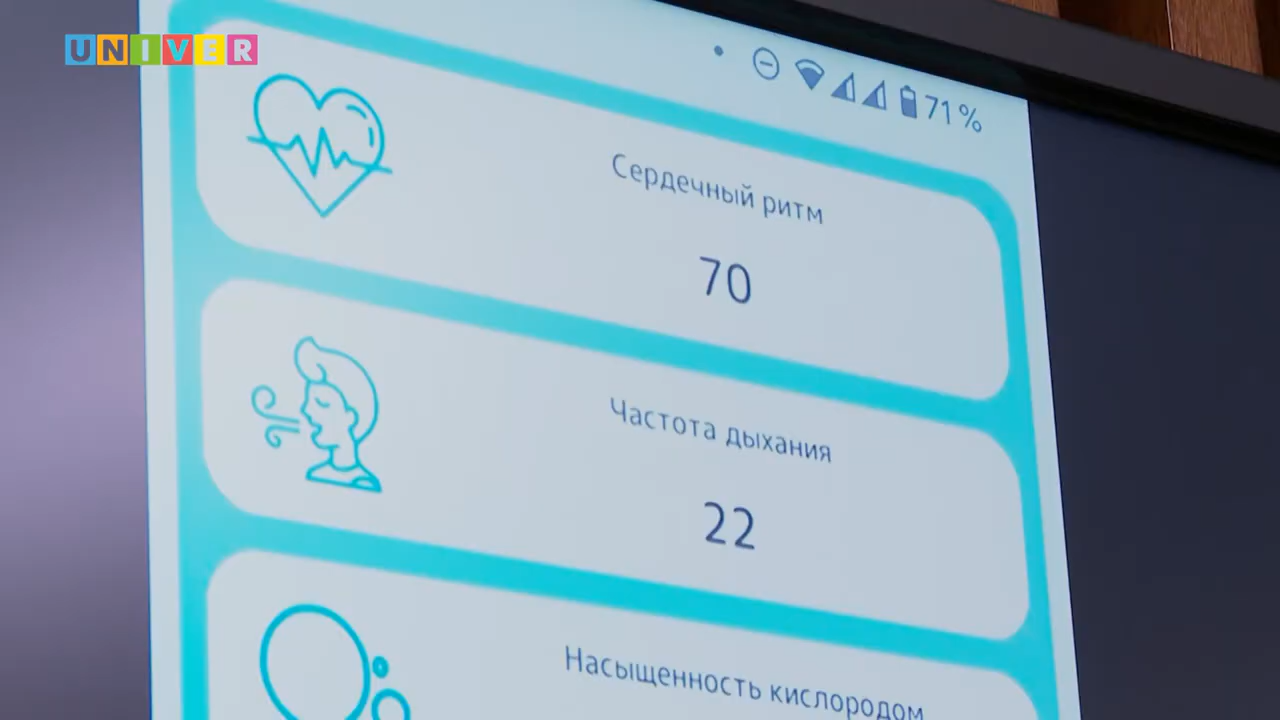 UNIVER
71%
Сердечный ритм
70
Частота дыхания
22
Насыщенность кислородом